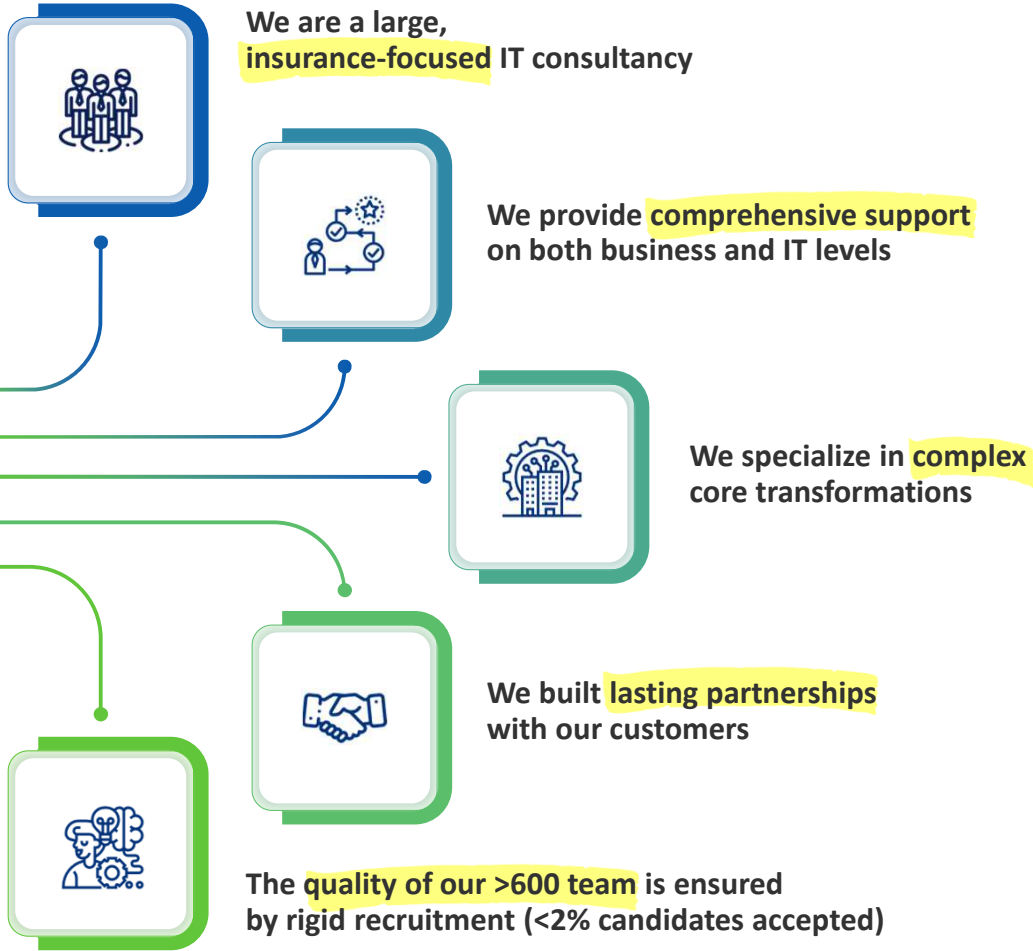 We are a large,
insurance-focused IT consultancy
We provide comprehensive support
on both business and IT levels
We specialize in complex
core transformations
We built lasting partnerships
with our customers
The quality of our >600 team is ensured
by rigid recruitment (<2% candidates accepted)